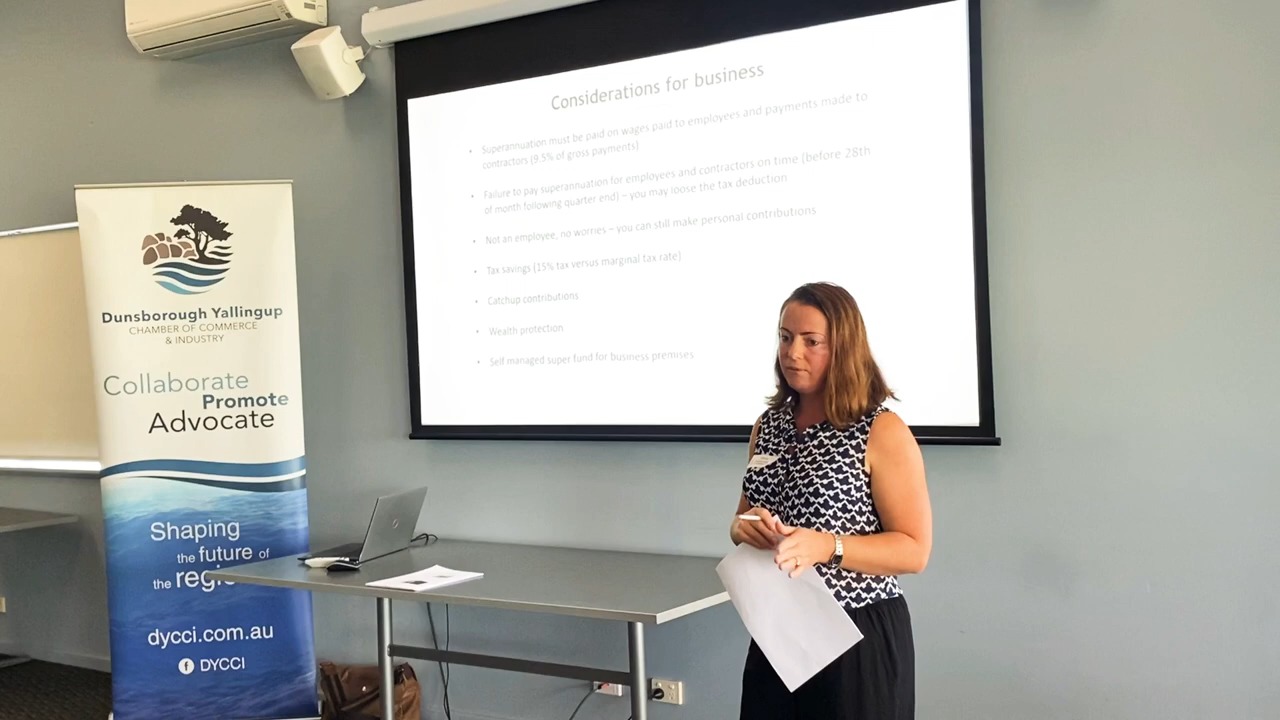 Considerations for business
• Superannuation must be paid on wages paid to employees and payments made to
contractors (9.5% of gross payments)
• Failure to pay superannuation for employees and contractors on time (before 28th
of month following quarter end) – you may loose the tax deduction
• Not an employee, no worries – you can still make personal contributions
• Tax savings (15% tax versus marginal tax rate)
• Catchup contributions
• Wealth protection
• Self managed super fund for business premises
Dunsborough Yallingup
CHAMBER OF COMMERCE
& INDUSTRY
Collaborate
Promote
Advocate
Shaping
the future of
the
dycci.com.au
DYCCI